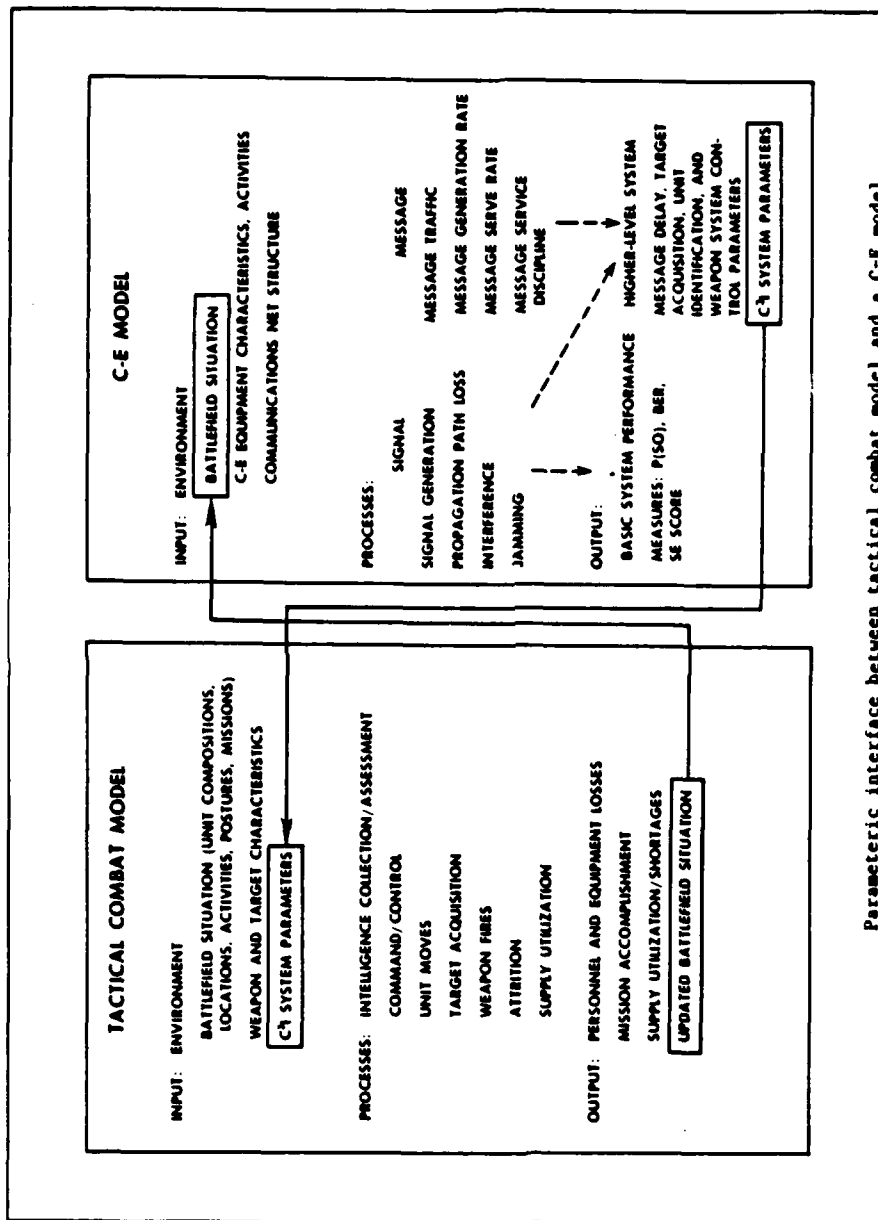 TACTICAL COMBAT MODEL
INPUT: ENVIRONMENT
BATTLEFIELD SITUATION (UNIT COMPOSITIONS,
LOCATIONS, ACTIVITIES, POSTURES, MISSIONS)
WEAPON AND TARGET CHARACTERISTICS
C³I SYSTEM PARAMETERS
PROCESSES: INTELLIGENCE COLLECTION/ASSESSMENT
COMMAND/CONTROL
UNIT MOVES
TARGET ACQUISITION
WEAPON FIRES
ATTRITION
SUPPLY UTILIZATION
OUTPUT: PERSONNEL AND EQUIPMENT LOSSES
MISSION ACCOMPLISHMENT
SUPPLY UTILIZATION/SHORTAGES
UPDATED BATTLEFIELD SITUATION
C-E MODEL
INPUT: ENVIRONMENT
BATTLEFIELD SITUATION
C-E EQUIPMENT CHARACTERISTICS, ACTIVITIES
COMMUNICATIONS NET STRUCTURE
PROCESSES:
SIGNAL
SIGNAL GENERATION
PROPAGATION PATH LOSS
INTERFERENCE
JAMMING
MESSAGE
MESSAGE TRAFFIC
MESSAGE GENERATION RATE
MESSAGE SERVE RATE
MESSAGE SERVICE
DISCIPLINE
OUTPUT:
BASIC SYSTEM PERFORMANCE
MEASURES: P(SO), BER,
SE SCORE
HIGHER-LEVEL SYSTEM
MESSAGE DELAY, TARGET
ACQUISITION, UNIT
IDENTIFICATION, AND
WEAPON SYSTEM CON-
TROL PARAMETERS
C³I SYSTEM PARAMETERS
Parameteric interface between tactical combat model and a C-E model